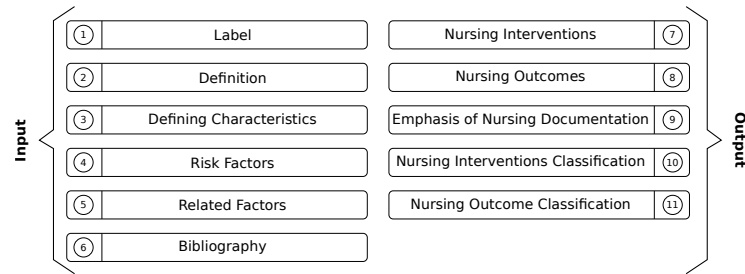 Input
1 Label
2 Definition
3 Defining Characteristics
4 Risk Factors
5 Related Factors
6 Bibliography
Nursing Interventions 7
Nursing Outcomes 8
Emphasis of Nursing Documentation 9
Nursing Interventions Classification 10
Nursing Outcome Classification 11
Output